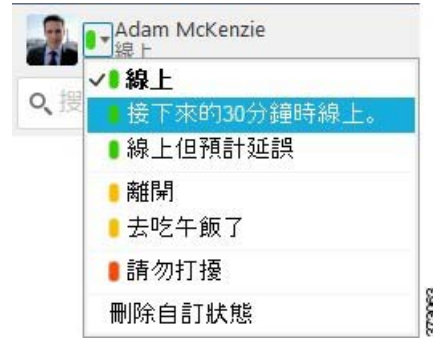 Adam McKenzie
線上
搜
線上
接下來的30分鐘時線上。
線上但預計延誤
離開
去吃午飯了
請勿打擾
刪除自訂狀態
373063